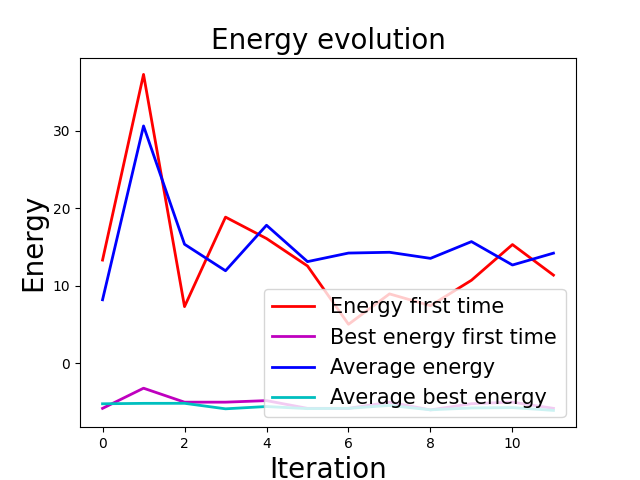 Energy evolution
Energy
30
20
10
0
Energy first time
Best energy first time
Average energy
Average best energy
0 2 4 6 8 10
Iteration